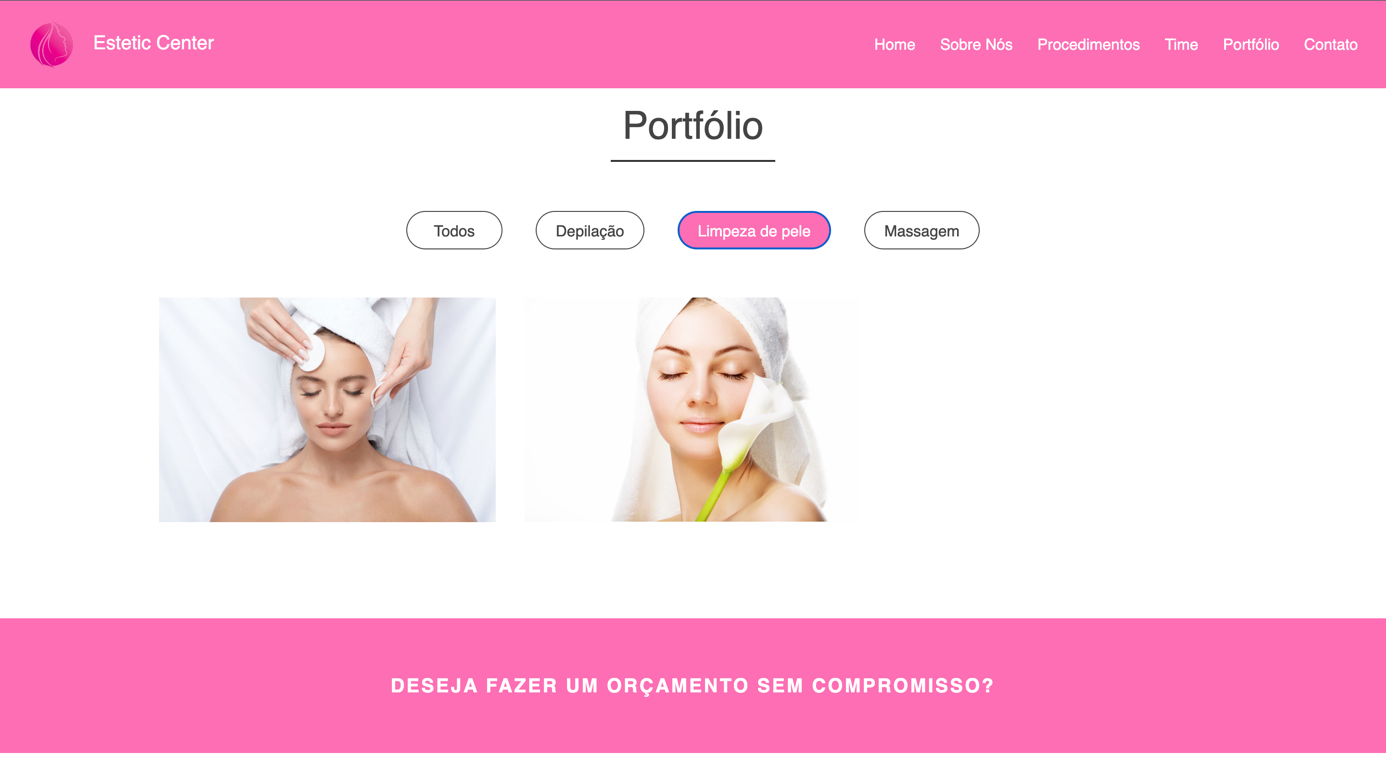 Estetic Center
Home Sobre Nós Procedimentos Time Portfólio Contato
Portfólio
Todos Depilação Limpeza de pele Massagem
DESEJA FAZER UM ORÇAMENTO SEM COMPROMISSO?